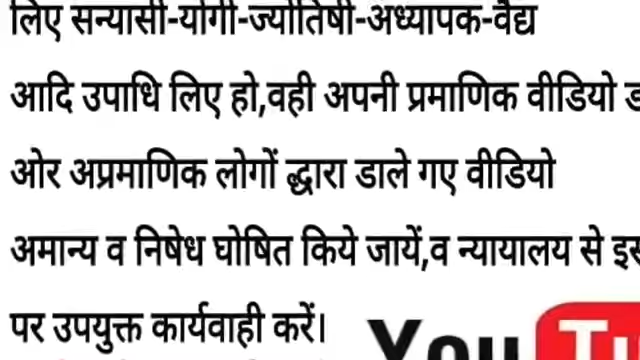 लिए सन्यासी-योगी-ज्योतिषी-अध्यापक-वैद्य
आदि उपाधि लिए हो,वही अपनी प्रमाणिक वीडियो
ओर अप्रमाणिक लोगों द्धारा डाले गए वीडियो
अमान्य व निषेध घोषित किये जायें,व न्यायालय से
पर उपयुक्त कार्यवाही करें।
You